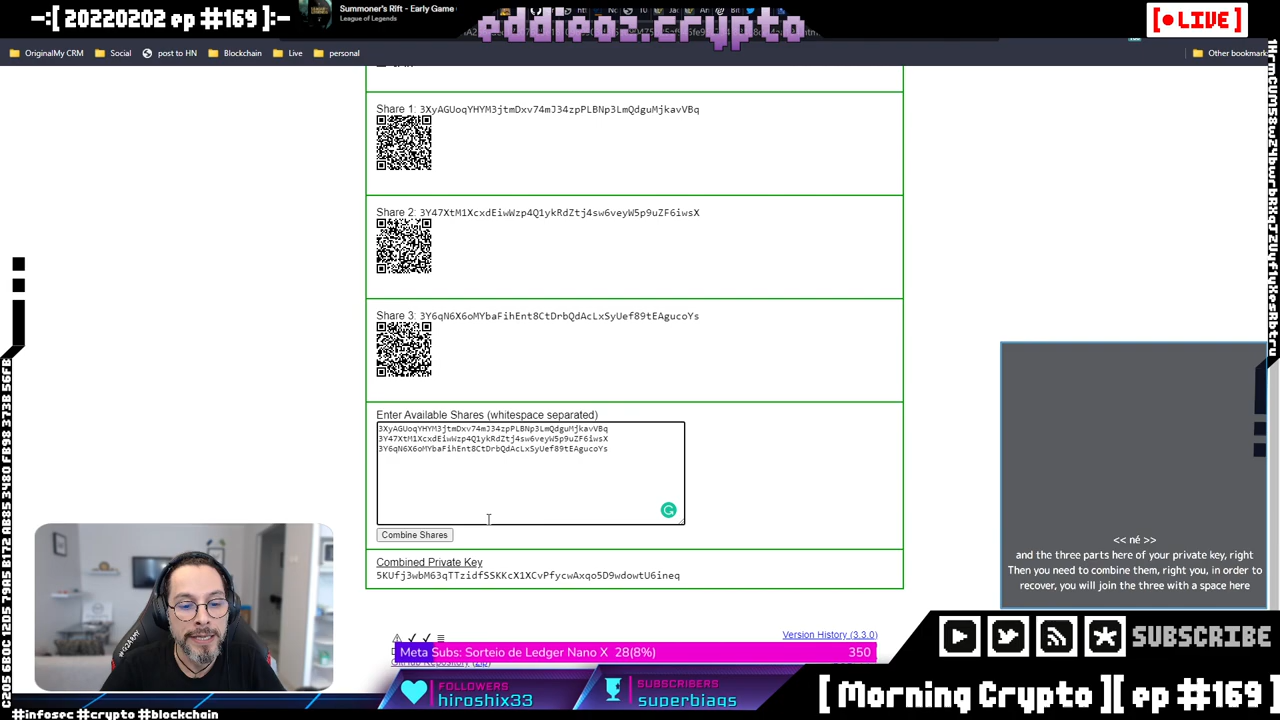 -:[ 20220202 ep #169 ]:-
Summoner's Rift - Early Game
League of Legends
eddieoz.crypto
[● LIVE ]
OriginalMy CRM
Social
post to HN
Blockchain
Live
personal
Other bookmark
Share 1: 3XyAGUoqYHYM3jtmDxv74mJ34zpPLBNp3LmQdguMjkavVBq
Share 2: 3Y47XtM1XcxdEiwWzp4Q1ykRdZtj4sw6veyW5p9uZF6iwsX
Share 3: 3Y6qN6X6oMYbaFihEnt8CtDrbQdAcLxSyUef89tEAgucoYs
Enter Available Shares (whitespace separated)
3XyAGUoqYHYM3jtmDxv74mJ34zpPLBNp3LmQdguMjkavVBq
3Y47XtM1XcxdEiwWzp4Q1ykRdZtj4sw6veyW5p9uZF6iwsX
3Y6qN6X6oMYbaFihEnt8CtDrbQdAcLxSyUef89tEAgucoYs
Combine Shares
Combined Private Key
5KUfj3wbM63qTTzidfSSKKcX1XCvPfycwAxqo5D9wdowtU6ineq
<< né >>
and the three parts here of your private key, right
Then you need to combine them, right you, in order to
recover, you will join the three with a space here
Version History (3.3.0)
Meta Subs: Sorteio de Ledger Nano X 28(8%)
350
FOLLOWERS
hiroshix33
SUBSCRIBERS
superbiaqs
SUBSCRIBE
[ Morning Crypto ][ ep #169 ]
#infosec #crypto #blockchain